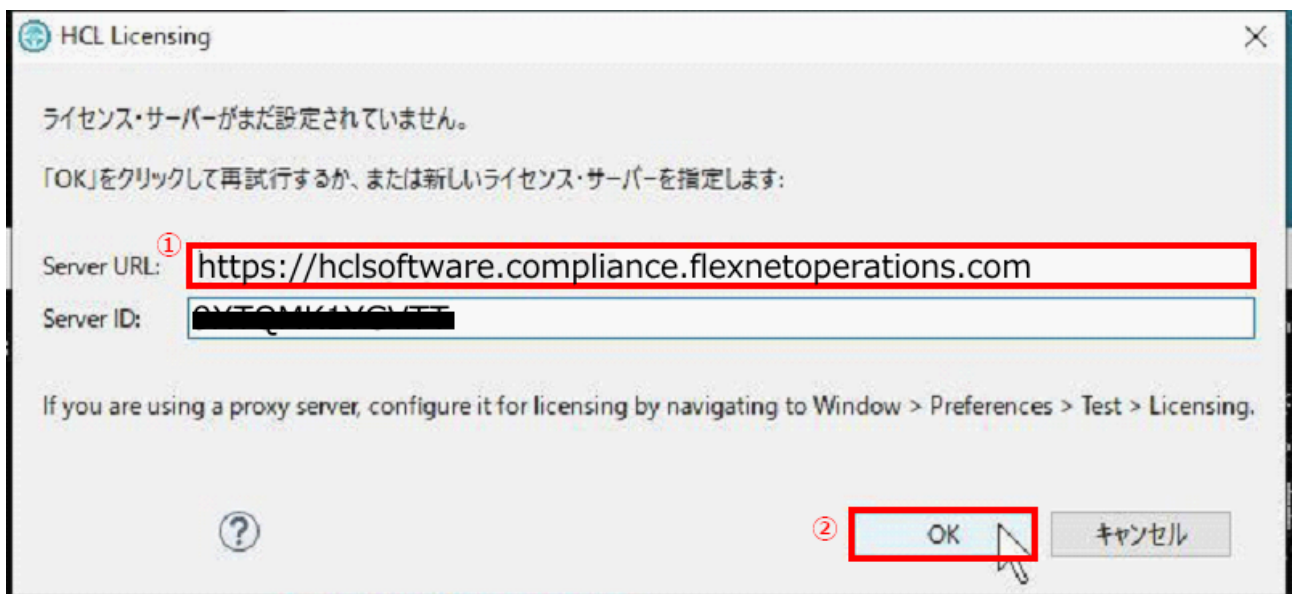 HCL Licensing
ライセンス・サーバーがまだ設定されていません。
「OK」をクリックして再試行するか、または新しいライセンス・サーバーを指定します:
①
Server URL: https://hclsoftware.compliance.flexnetoperations.com
Server ID:
If you are using a proxy server, configure it for licensing by navigating to Window > Preferences > Test > Licensing.
? ② OK キャンセル